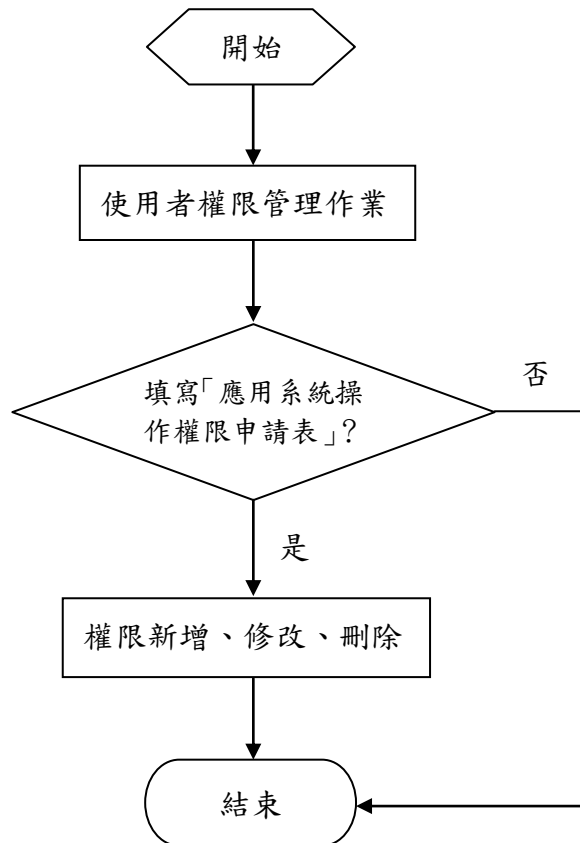 開始
使用者權限管理作業
填寫「應用系統操
作權限申請表」?
否
是
權限新增、修改、刪除
結束